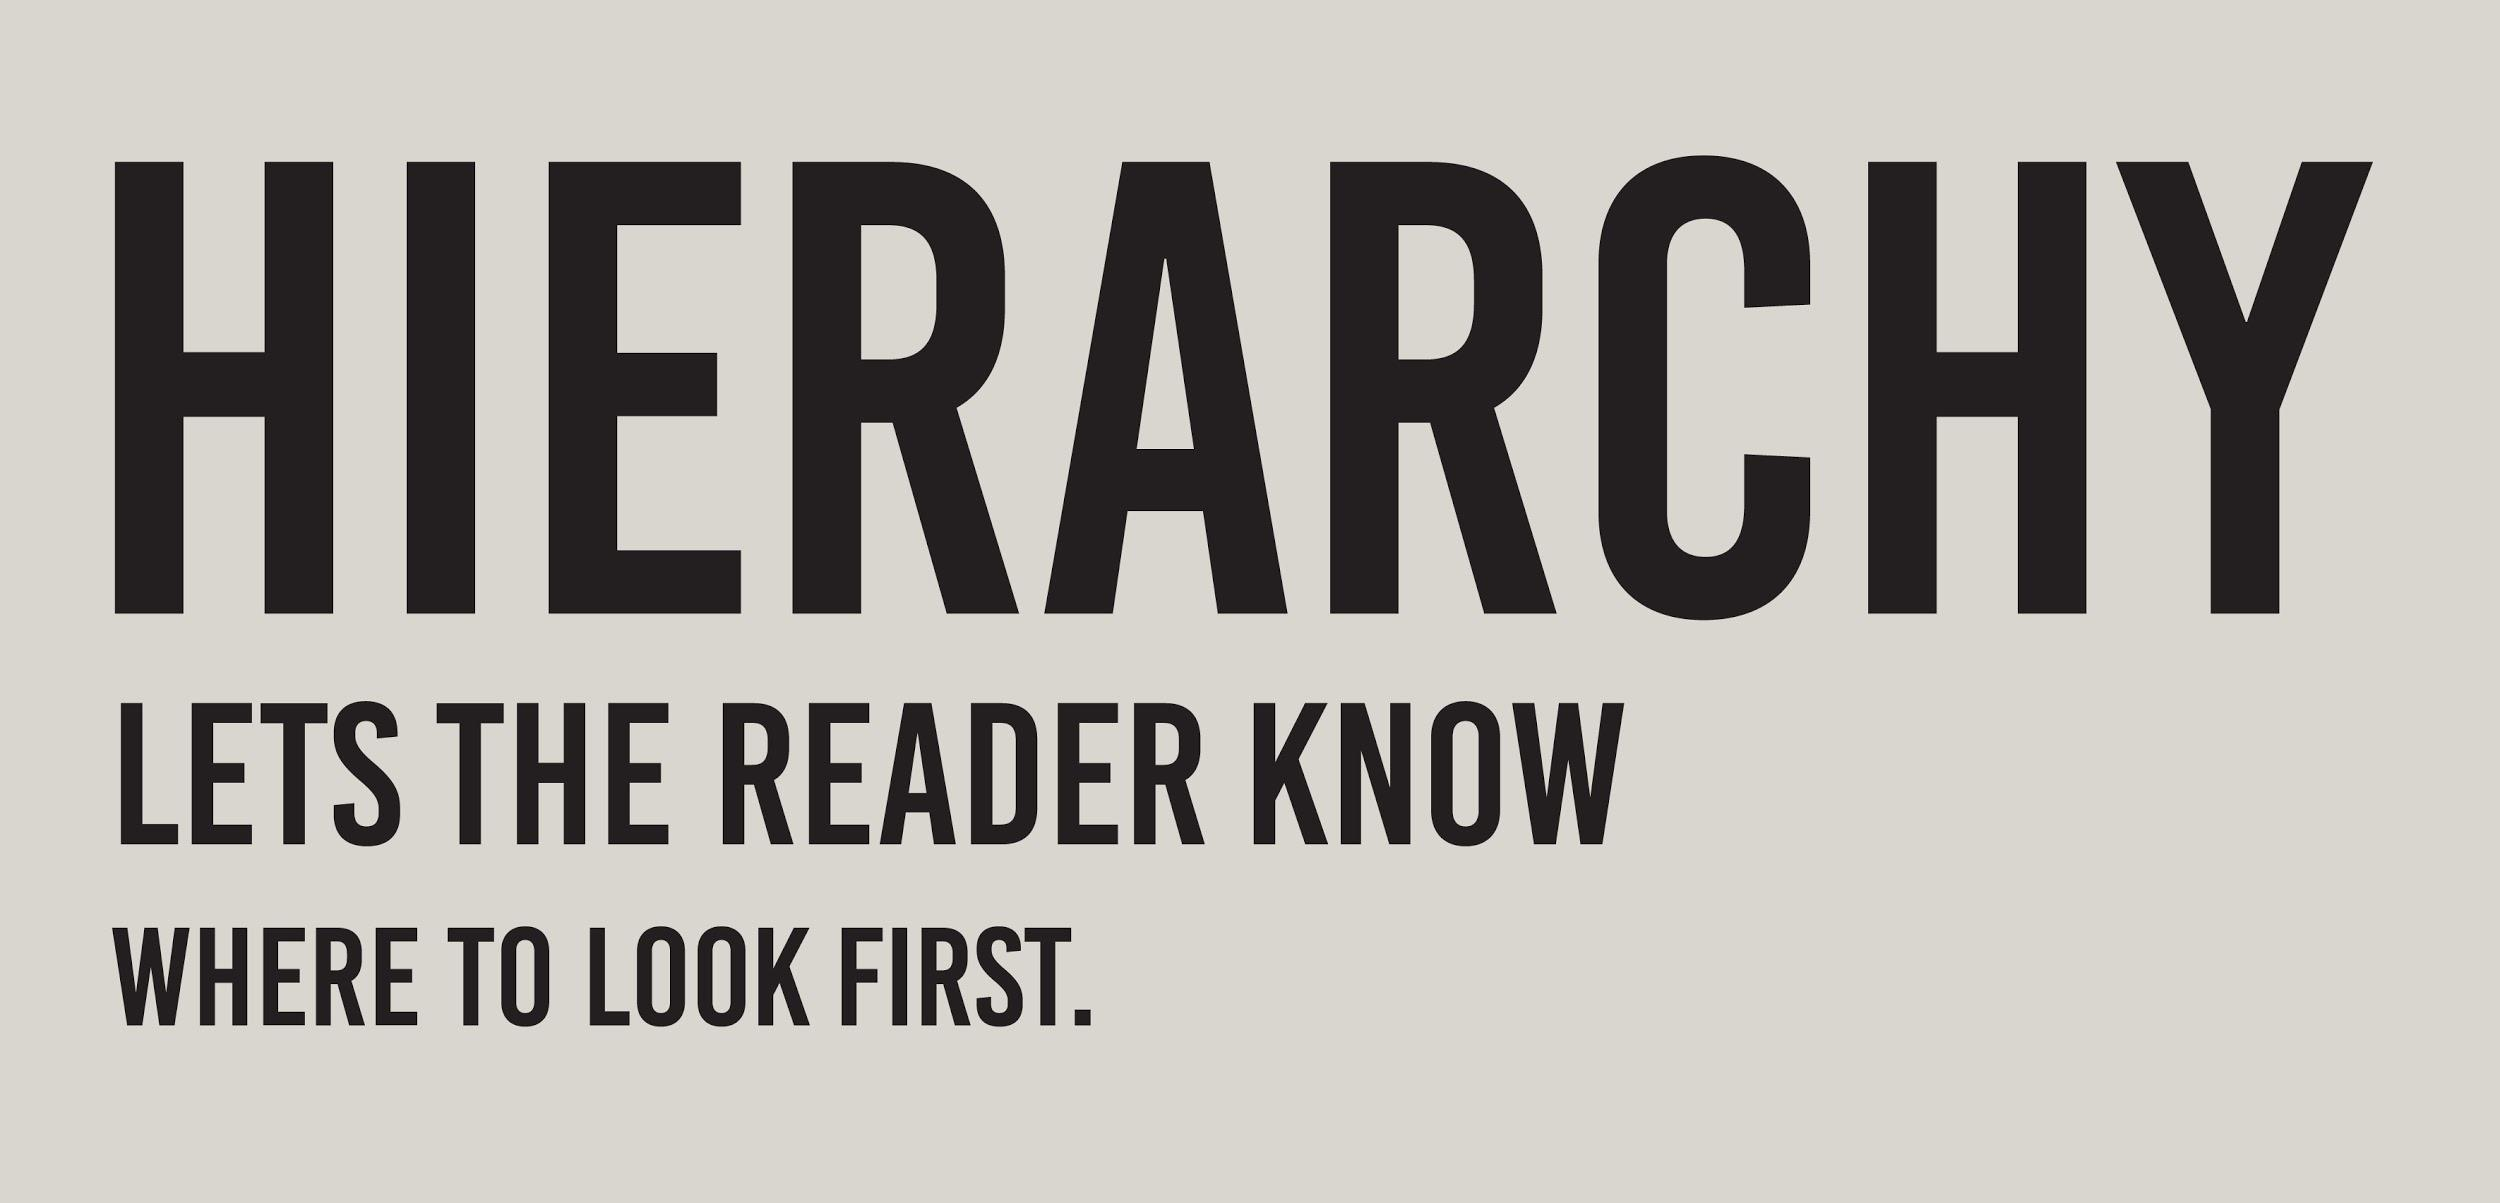 HIERARCHY
LETS THE READER KNOW
WHERE TO LOOK FIRST.